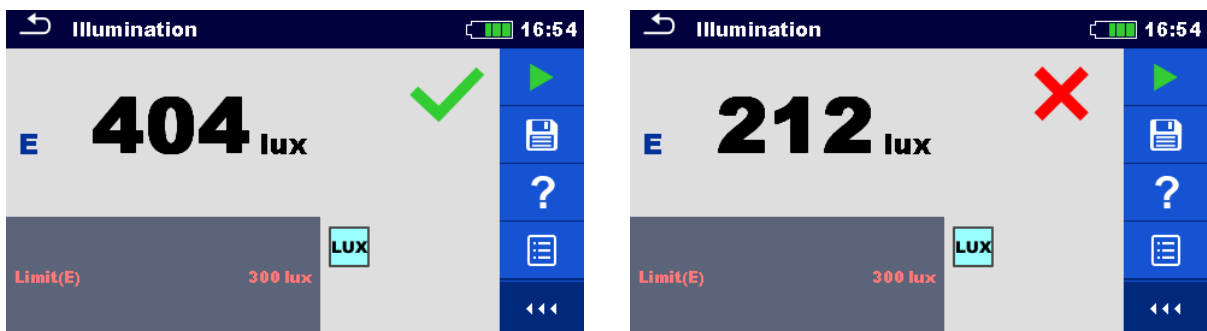 Illumination 16:54
E 404 lux
?
LUX
Limit(E) 300 lux
Illumination 16:54
E 212 lux
?
LUX
Limit(E) 300 lux